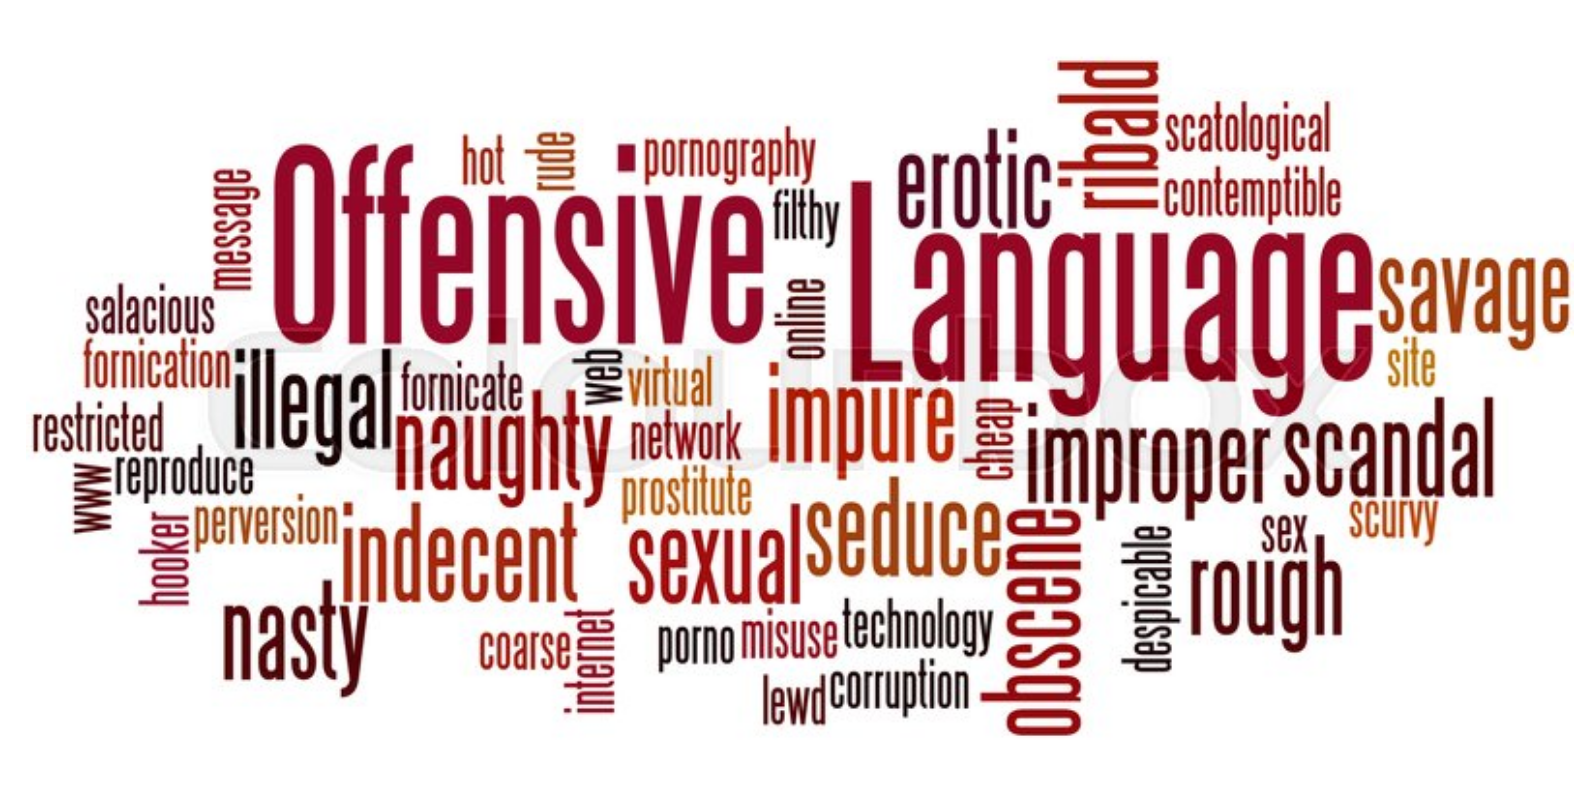 ribald
scatological
hot
rude
pornography
erotic
contemptible
message
Offensive
filthy
Language
savage
salacious
online
fornication
illegal
fornicate
web
virtual
impure
site
restricted
naughty
network
cheap
improper
scandal
www
reproduce
prostitute
hooker
perversion
indecent
sexual
seduce
obscene
despicable
sex
scurvy
rough
nasty
coarse
internet
porno
misuse
technology
lewd
corruption
colourbox